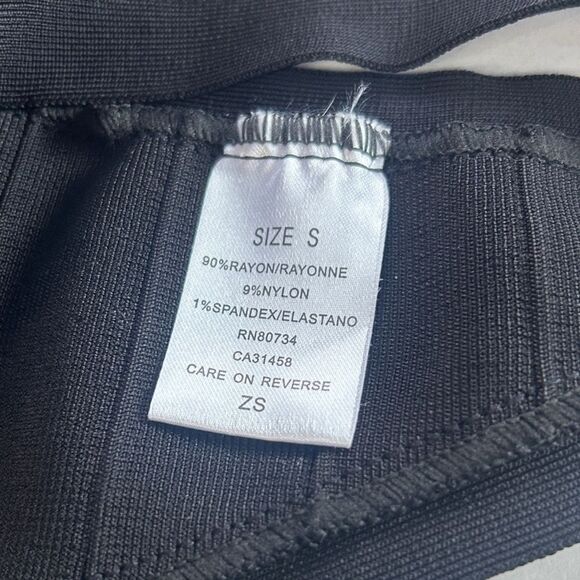 SIZE S
90%RAYON/RAYONNE
9%NYLON
1%SPANDEX/ELASTANO
RN80734
CA31458
CARE ON REVERSE
ZS